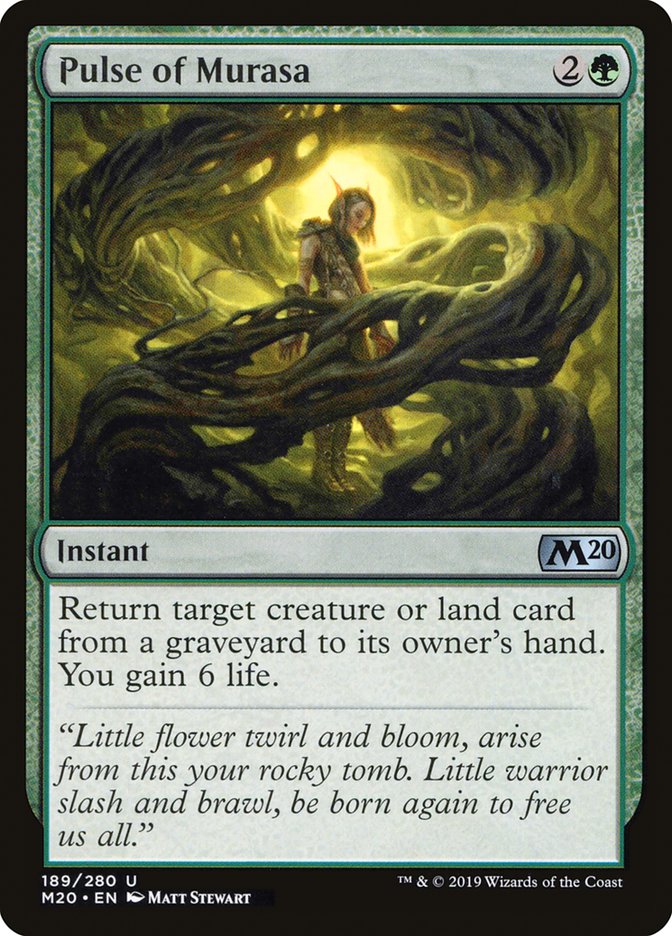 Pulse of Murasa 2
Instant M20
Return target creature or land card
from a graveyard to its owner's hand.
You gain 6 life.
“Little flower twirl and bloom, arise
from this your rocky tomb. Little warrior
slash and brawl, be born again to free
us all.”
189/280 U
M20 • EN Matt Stewart
™ & © 2019 Wizards of the Coast